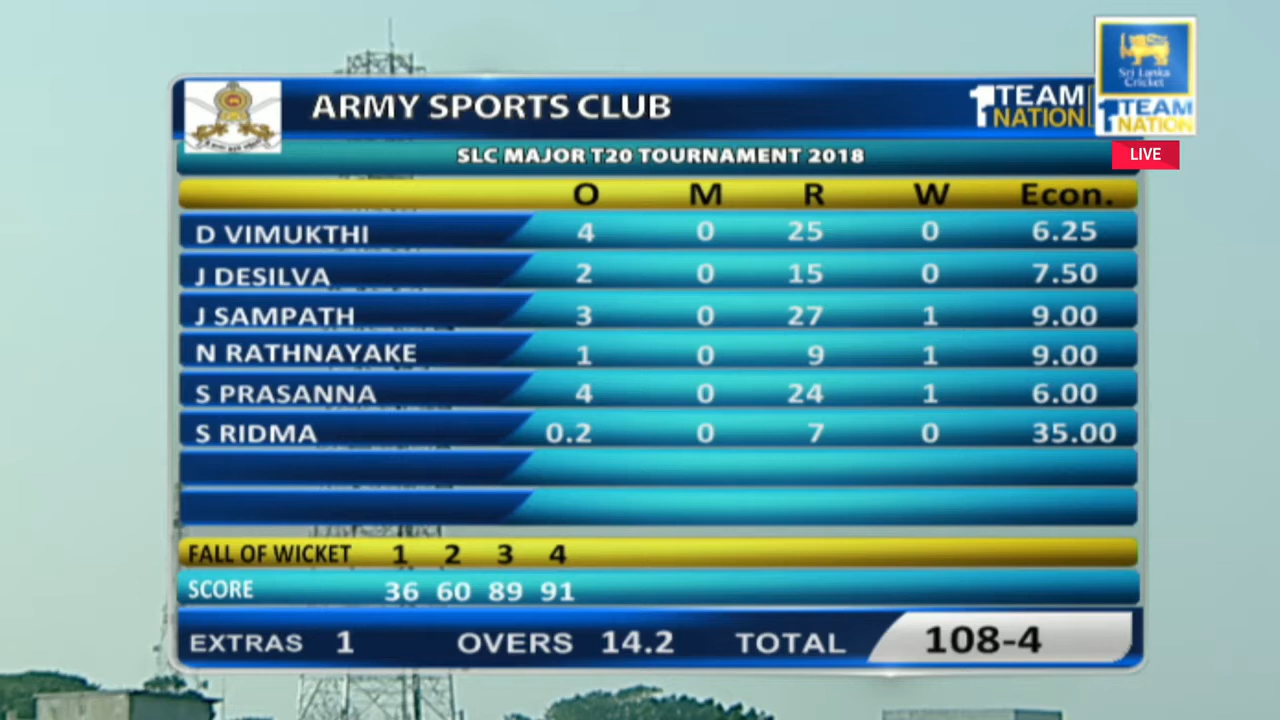 Sri Lanka
Cricket
1 TEAM
NATION
LIVE
ARMY SPORTS CLUB
1 TEAM
NATION
SLC MAJOR T20 TOURNAMENT 2018
O M R W Econ.
D VIMUKTHI 4 0 25 0 6.25
J DESILVA 2 0 15 0 7.50
J SAMPATH 3 0 27 1 9.00
N RATHNAYAKE 1 0 9 1 9.00
S PRASANNA 4 0 24 1 6.00
S RIDMA 0.2 0 7 0 35.00
FALL OF WICKET 1 2 3 4
SCORE 36 60 89 91
EXTRAS 1 OVERS 14.2 TOTAL 108-4